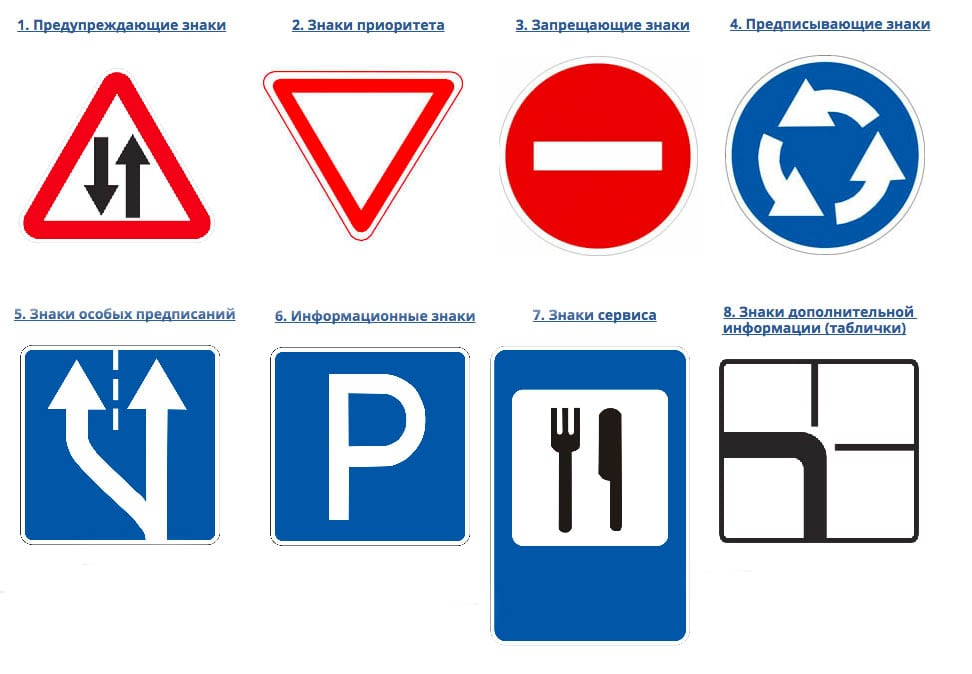 1. Предупреждающие знаки
2. Знаки приоритета
3. Запрещающие знаки
4. Предписывающие знаки
5. Знаки особых предписаний
6. Информационные знаки
P
7. Знаки сервиса
8. Знаки дополнительной
информации (таблички)